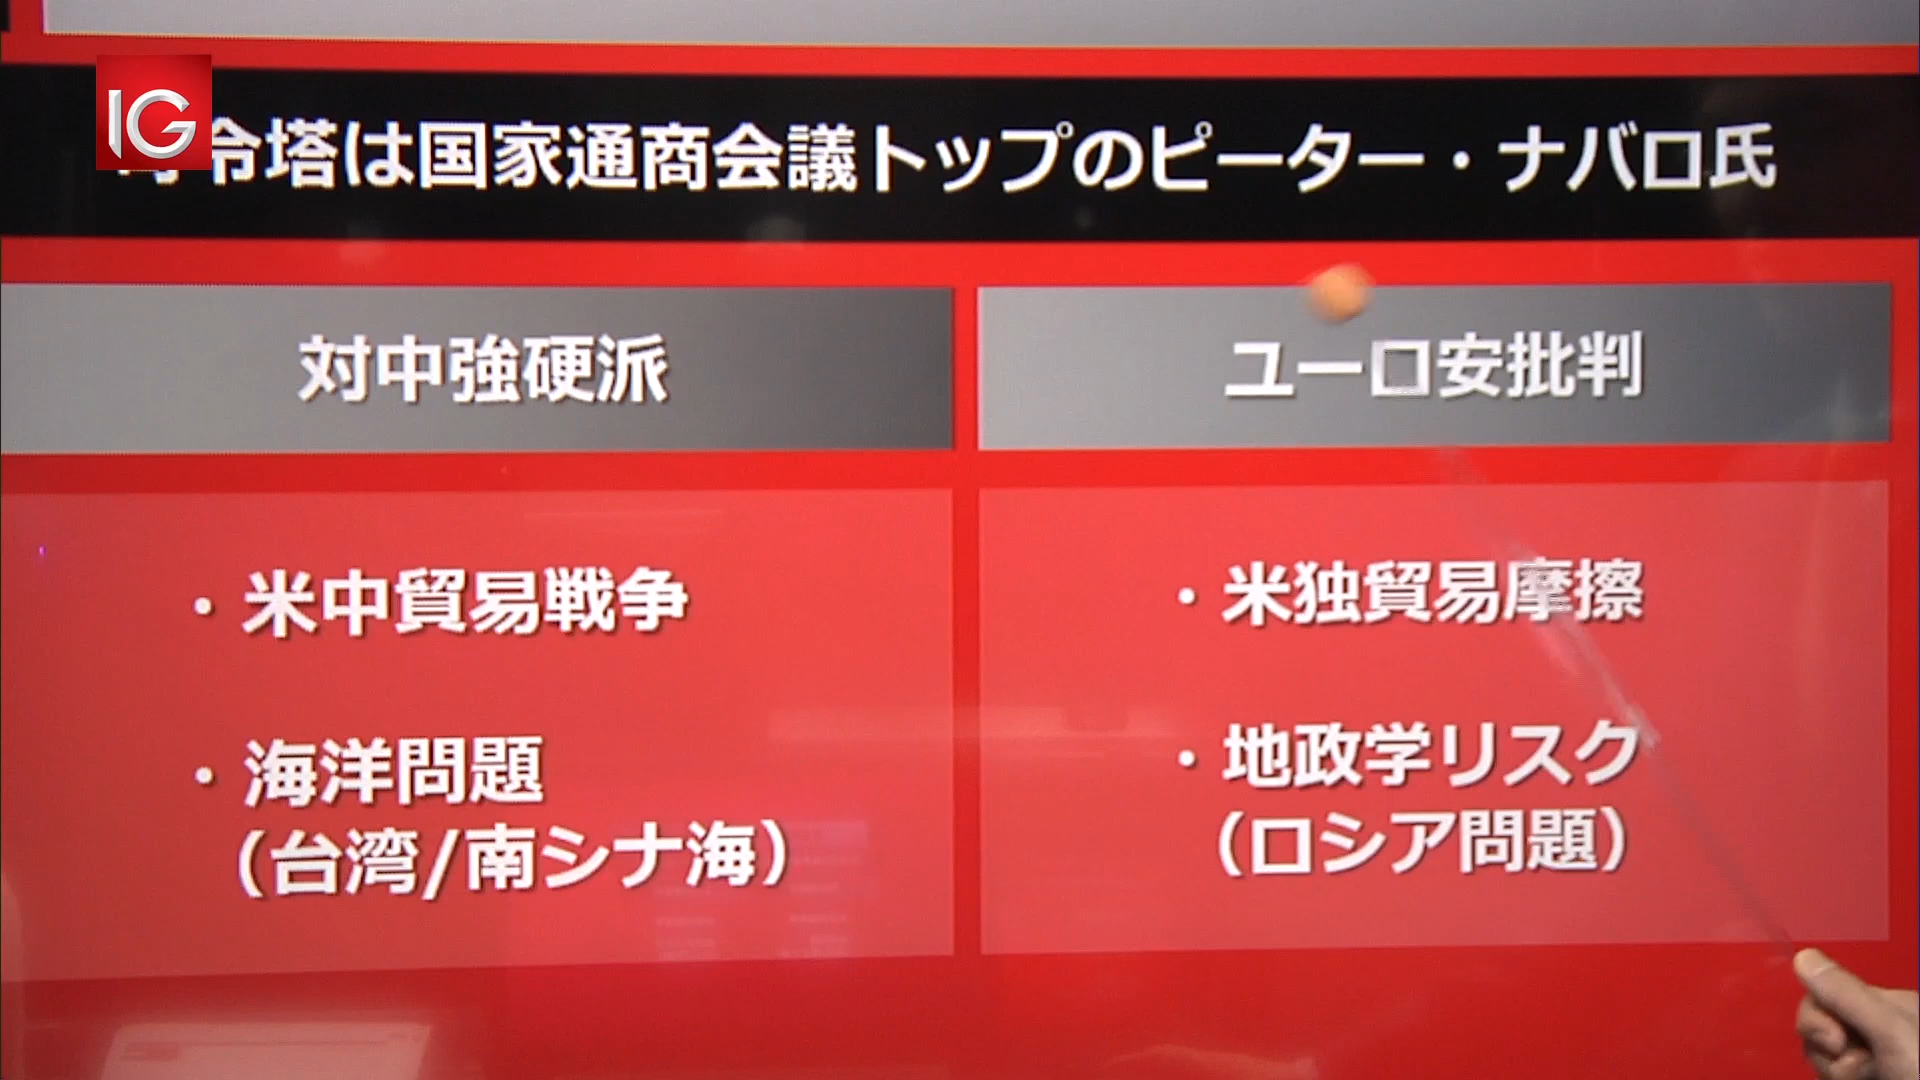 IG
令塔は国家通商会議トップのピーター・ナバロ氏
対中強硬派
ユーロ安批判
・米中貿易戦争
・海洋問題
（台湾/南シナ海）
・米独貿易摩擦
・地政学リスク
（ロシア問題）